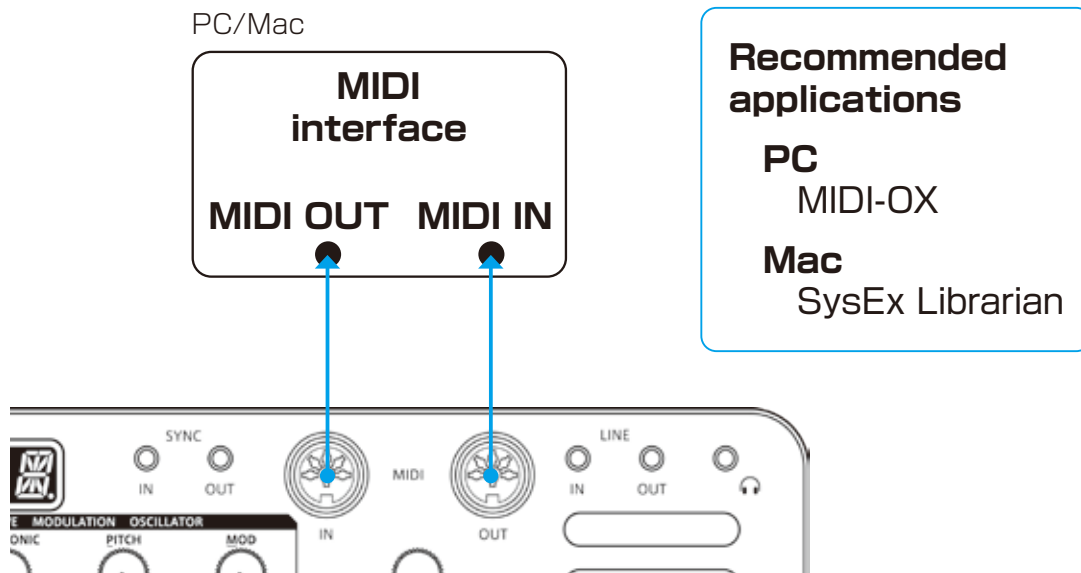 PC/Mac
MIDI
interface
MIDI OUT MIDI IN
Recommended
applications
PC
MIDI-OX
Mac
SysEx Librarian
SYNC
IN
OUT
MIDI
IN
OUT
LINE
IN
OUT
MODULATION OSCILLATOR
PITCH
MOD